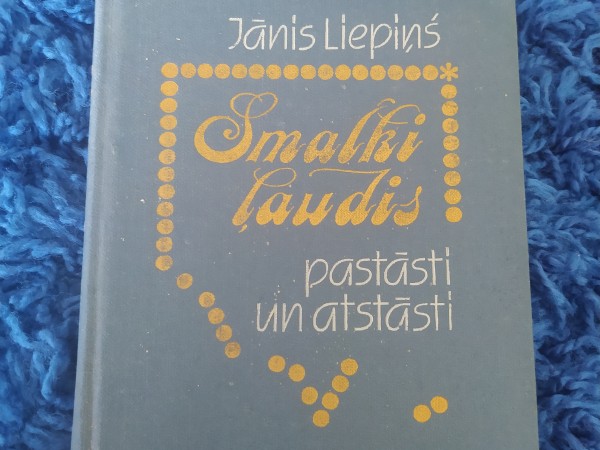 Jānis Liepiņš
Smalki
ļaudis
pastāsti
un atstāsti